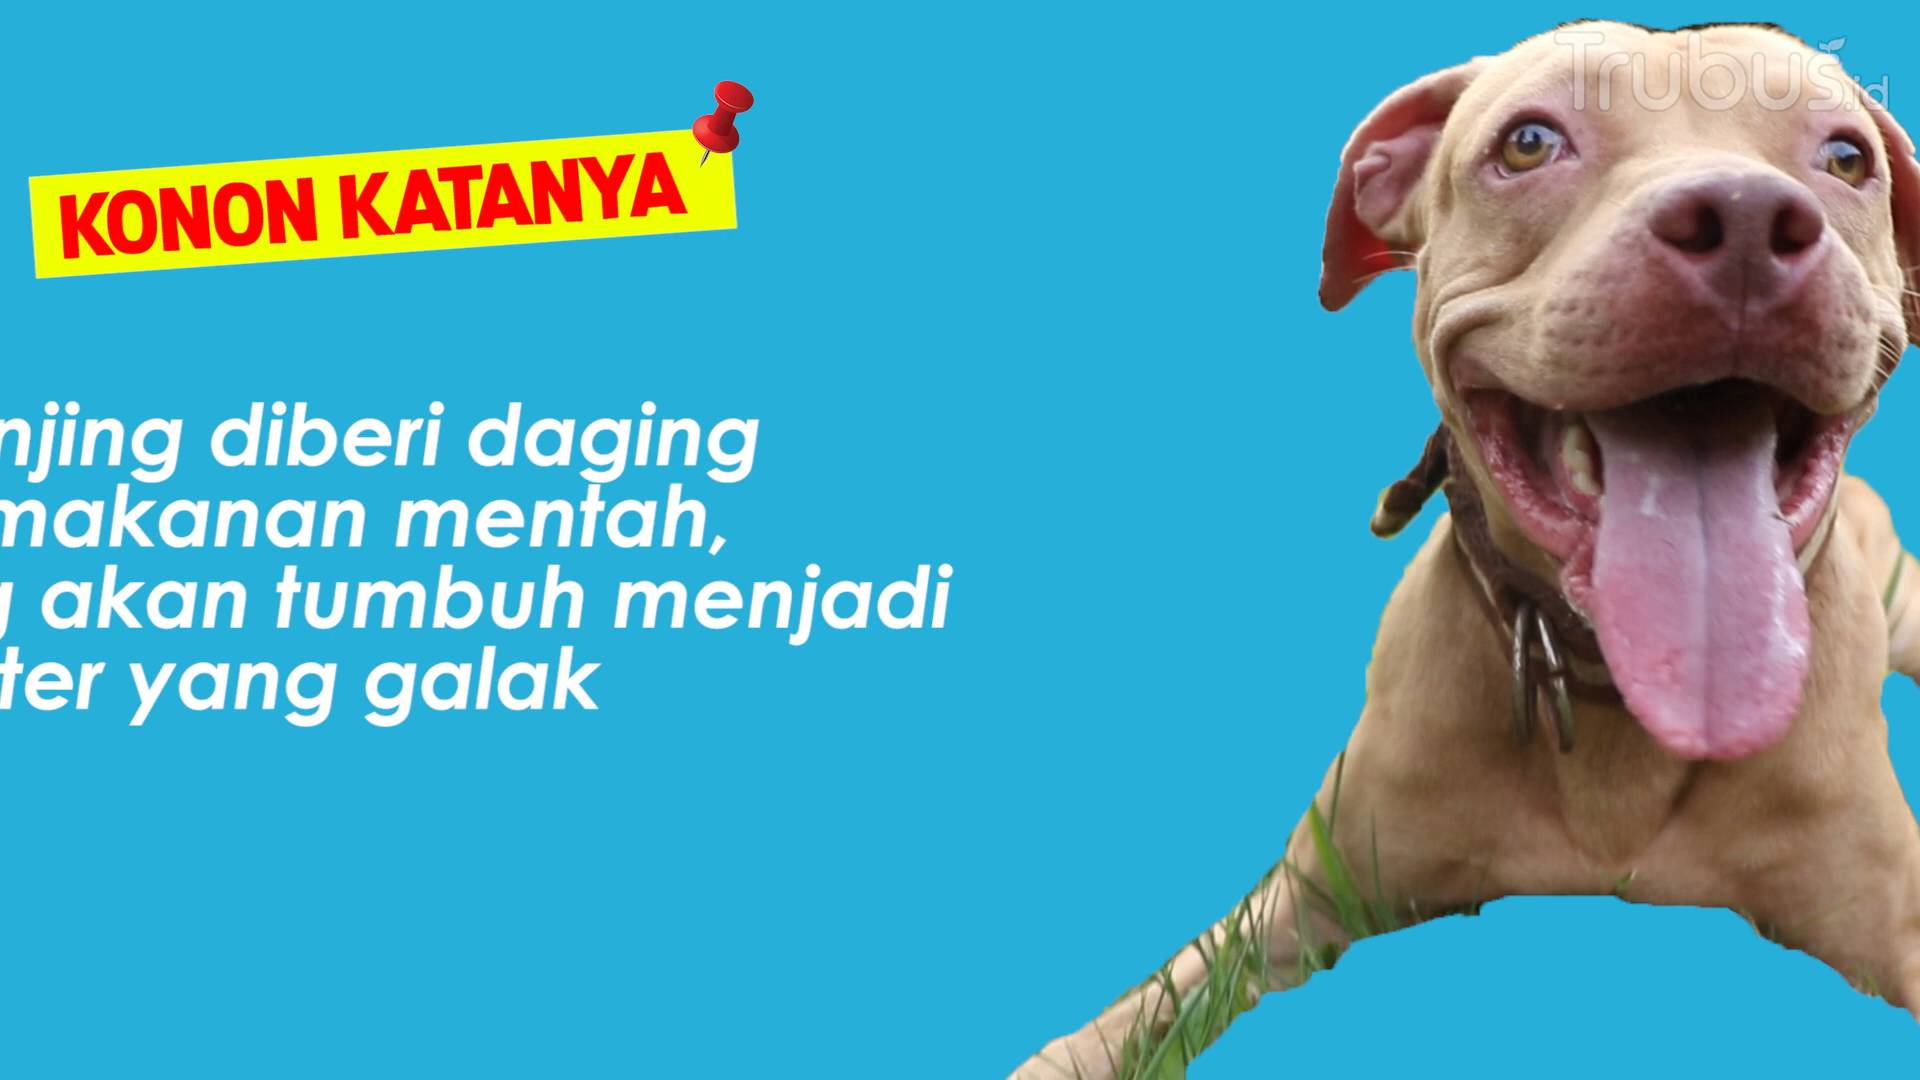 Trubus.id
KONON KATANYA
njing diberi daging
makanan mentah,
g akan tumbuh menjadi
ter yang galak